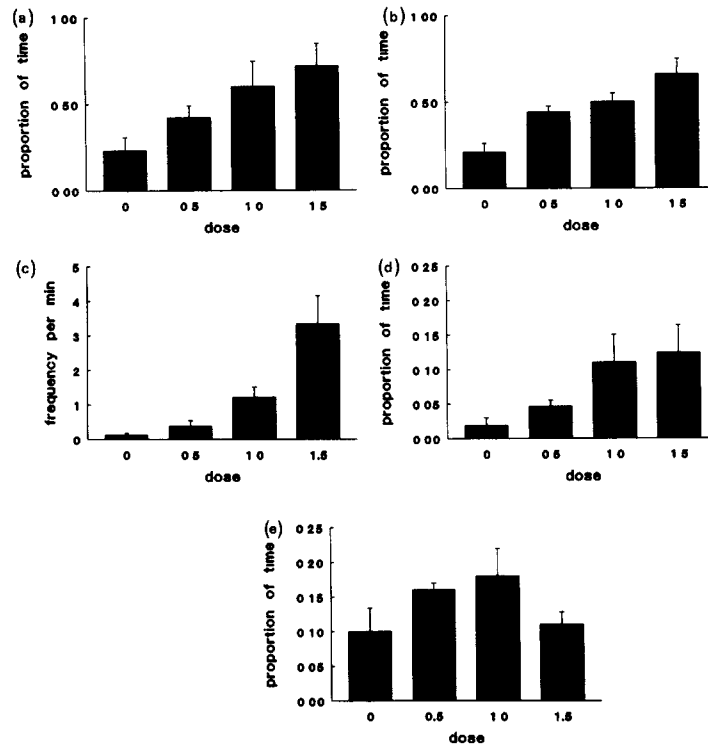 (a)
proportion of time
1 00
0 50
0 00
0 0 5 1 0 1 5
dose
(b)
proportion of time
1 00
0 50
0 00
0 0 5 1 0 1 5
dose
(c)
frequency per min
5
4
3
2
1
0
0 0 5 1 0 1.5
dose
(d)
proportion of time
0 25
0 20
0 15
0 10
0 05
0 00
0 0 5 1 0 1 5
dose
(e)
proportion of time
0 25
0 20
0 15
0 10
0 05
0 00
0 0.5 1 0 1.5
dose